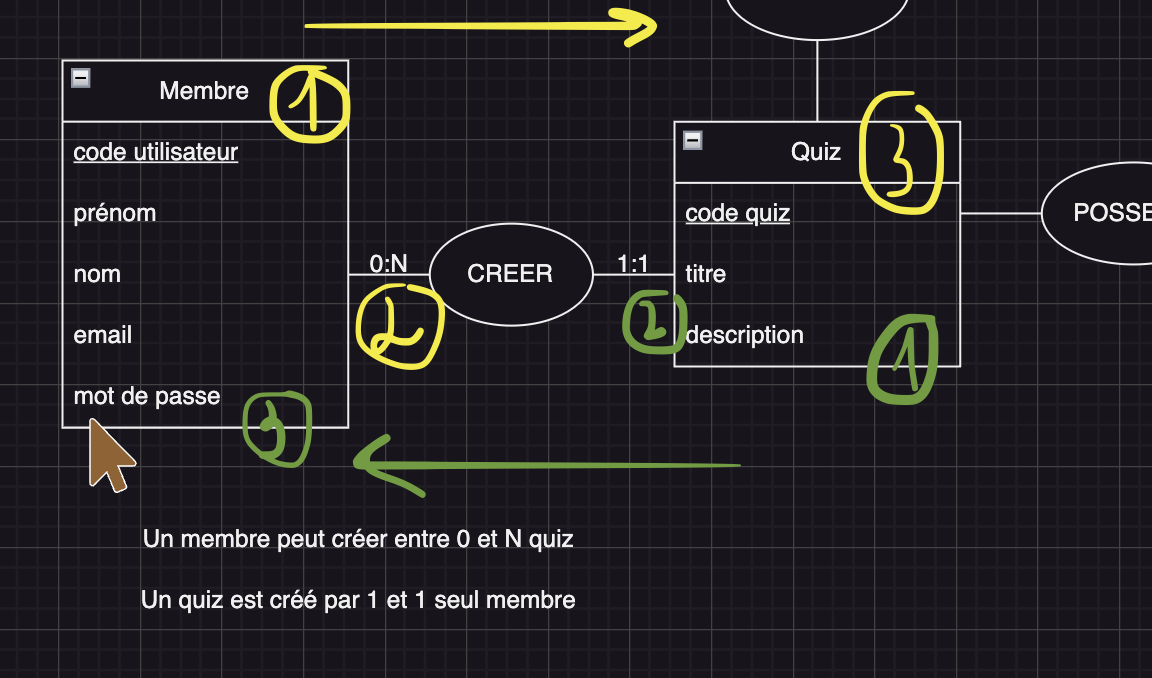 Membre
1
code utilisateur
prénom
nom
email
mot de passe
3
0:N
2
CREER
1:1
2
Quiz
3
code quiz
titre
description
1
POSSE
Un membre peut créer entre 0 et N quiz
Un quiz est créé par 1 et 1 seul membre